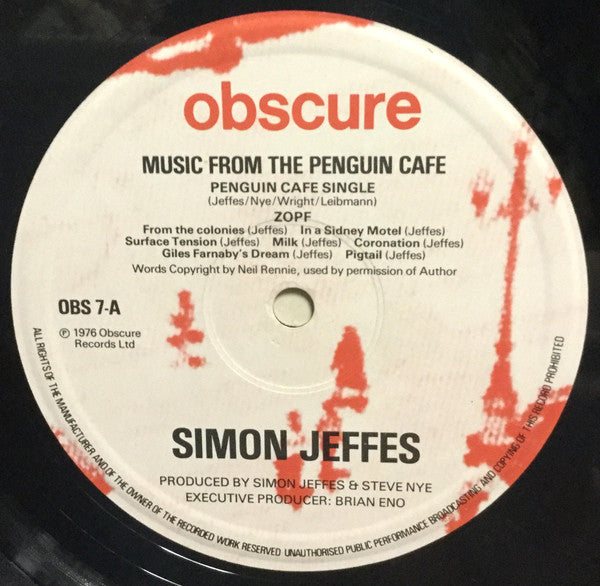 obscure
MUSIC FROM THE PENGUIN CAFE
PENGUIN CAFE SINGLE
(Jeffes/Nye/Wright/Leibmann)
ZOPF
From the colonies (Jeffes) In a Sidney Motel (Jeffes)
Surface Tension (Jeffes) Milk (Jeffes) Coronation (Jeffes)
Giles Farnaby's Dream (Jeffes) Pigtail (Jeffes)
Words Copyright by Neil Rennie, used by permission of Author
OBS 7-A
℗ 1976 Obscure
Records Ltd
SIMON JEFFES
PRODUCED BY SIMON JEFFES & STEVE NYE
EXECUTIVE PRODUCER: BRIAN ENO
ALL RIGHTS OF THE MANUFACTURER AND OF THE OWNER OF THE RECORDED WORK RESERVED UNAUTHORISED PUBLIC PERFORMANCE BROADCASTING AND COPYING OF THIS RECORD PROHIBITED